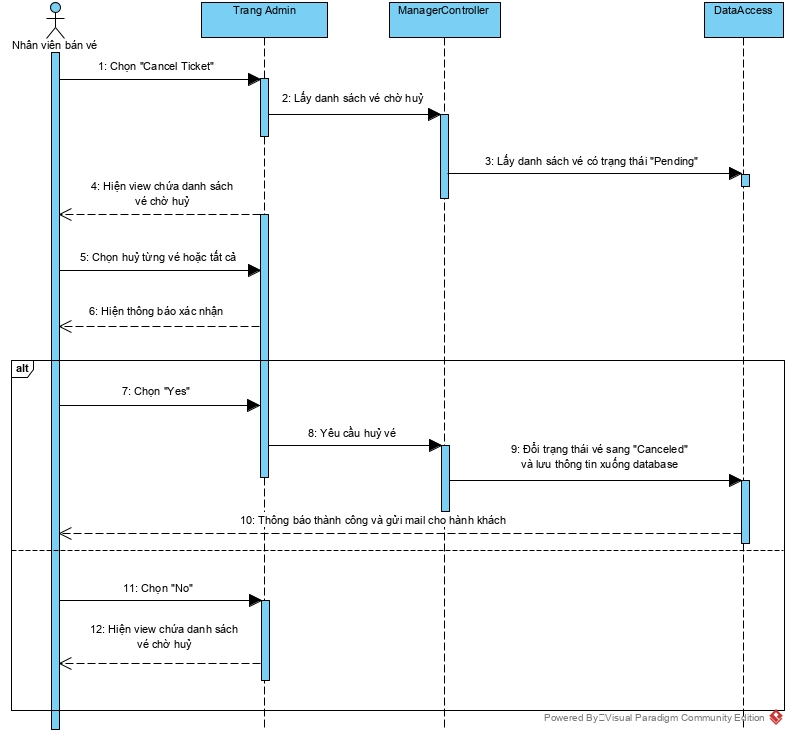 Trang Admin
ManagerController
DataAccess
Nhân viên bán vé
1: Chọn "Cancel Ticket"
2: Lấy danh sách vé chờ huỷ
3: Lấy danh sách vé có trạng thái "Pending"
4: Hiện view chứa danh sách
vé chờ huỷ
5: Chọn huỷ từng vé hoặc tất cả
6: Hiện thông báo xác nhận
alt
7: Chọn "Yes"
8: Yêu cầu huỷ vé
9: Đổi trạng thái vé sang "Canceled"
và lưu thông tin xuống database
10: Thông báo thành công và gửi mail cho hành khách
11: Chọn "No"
12: Hiện view chứa danh sách
vé chờ huỷ
Powered By Visual Paradigm Community Edition